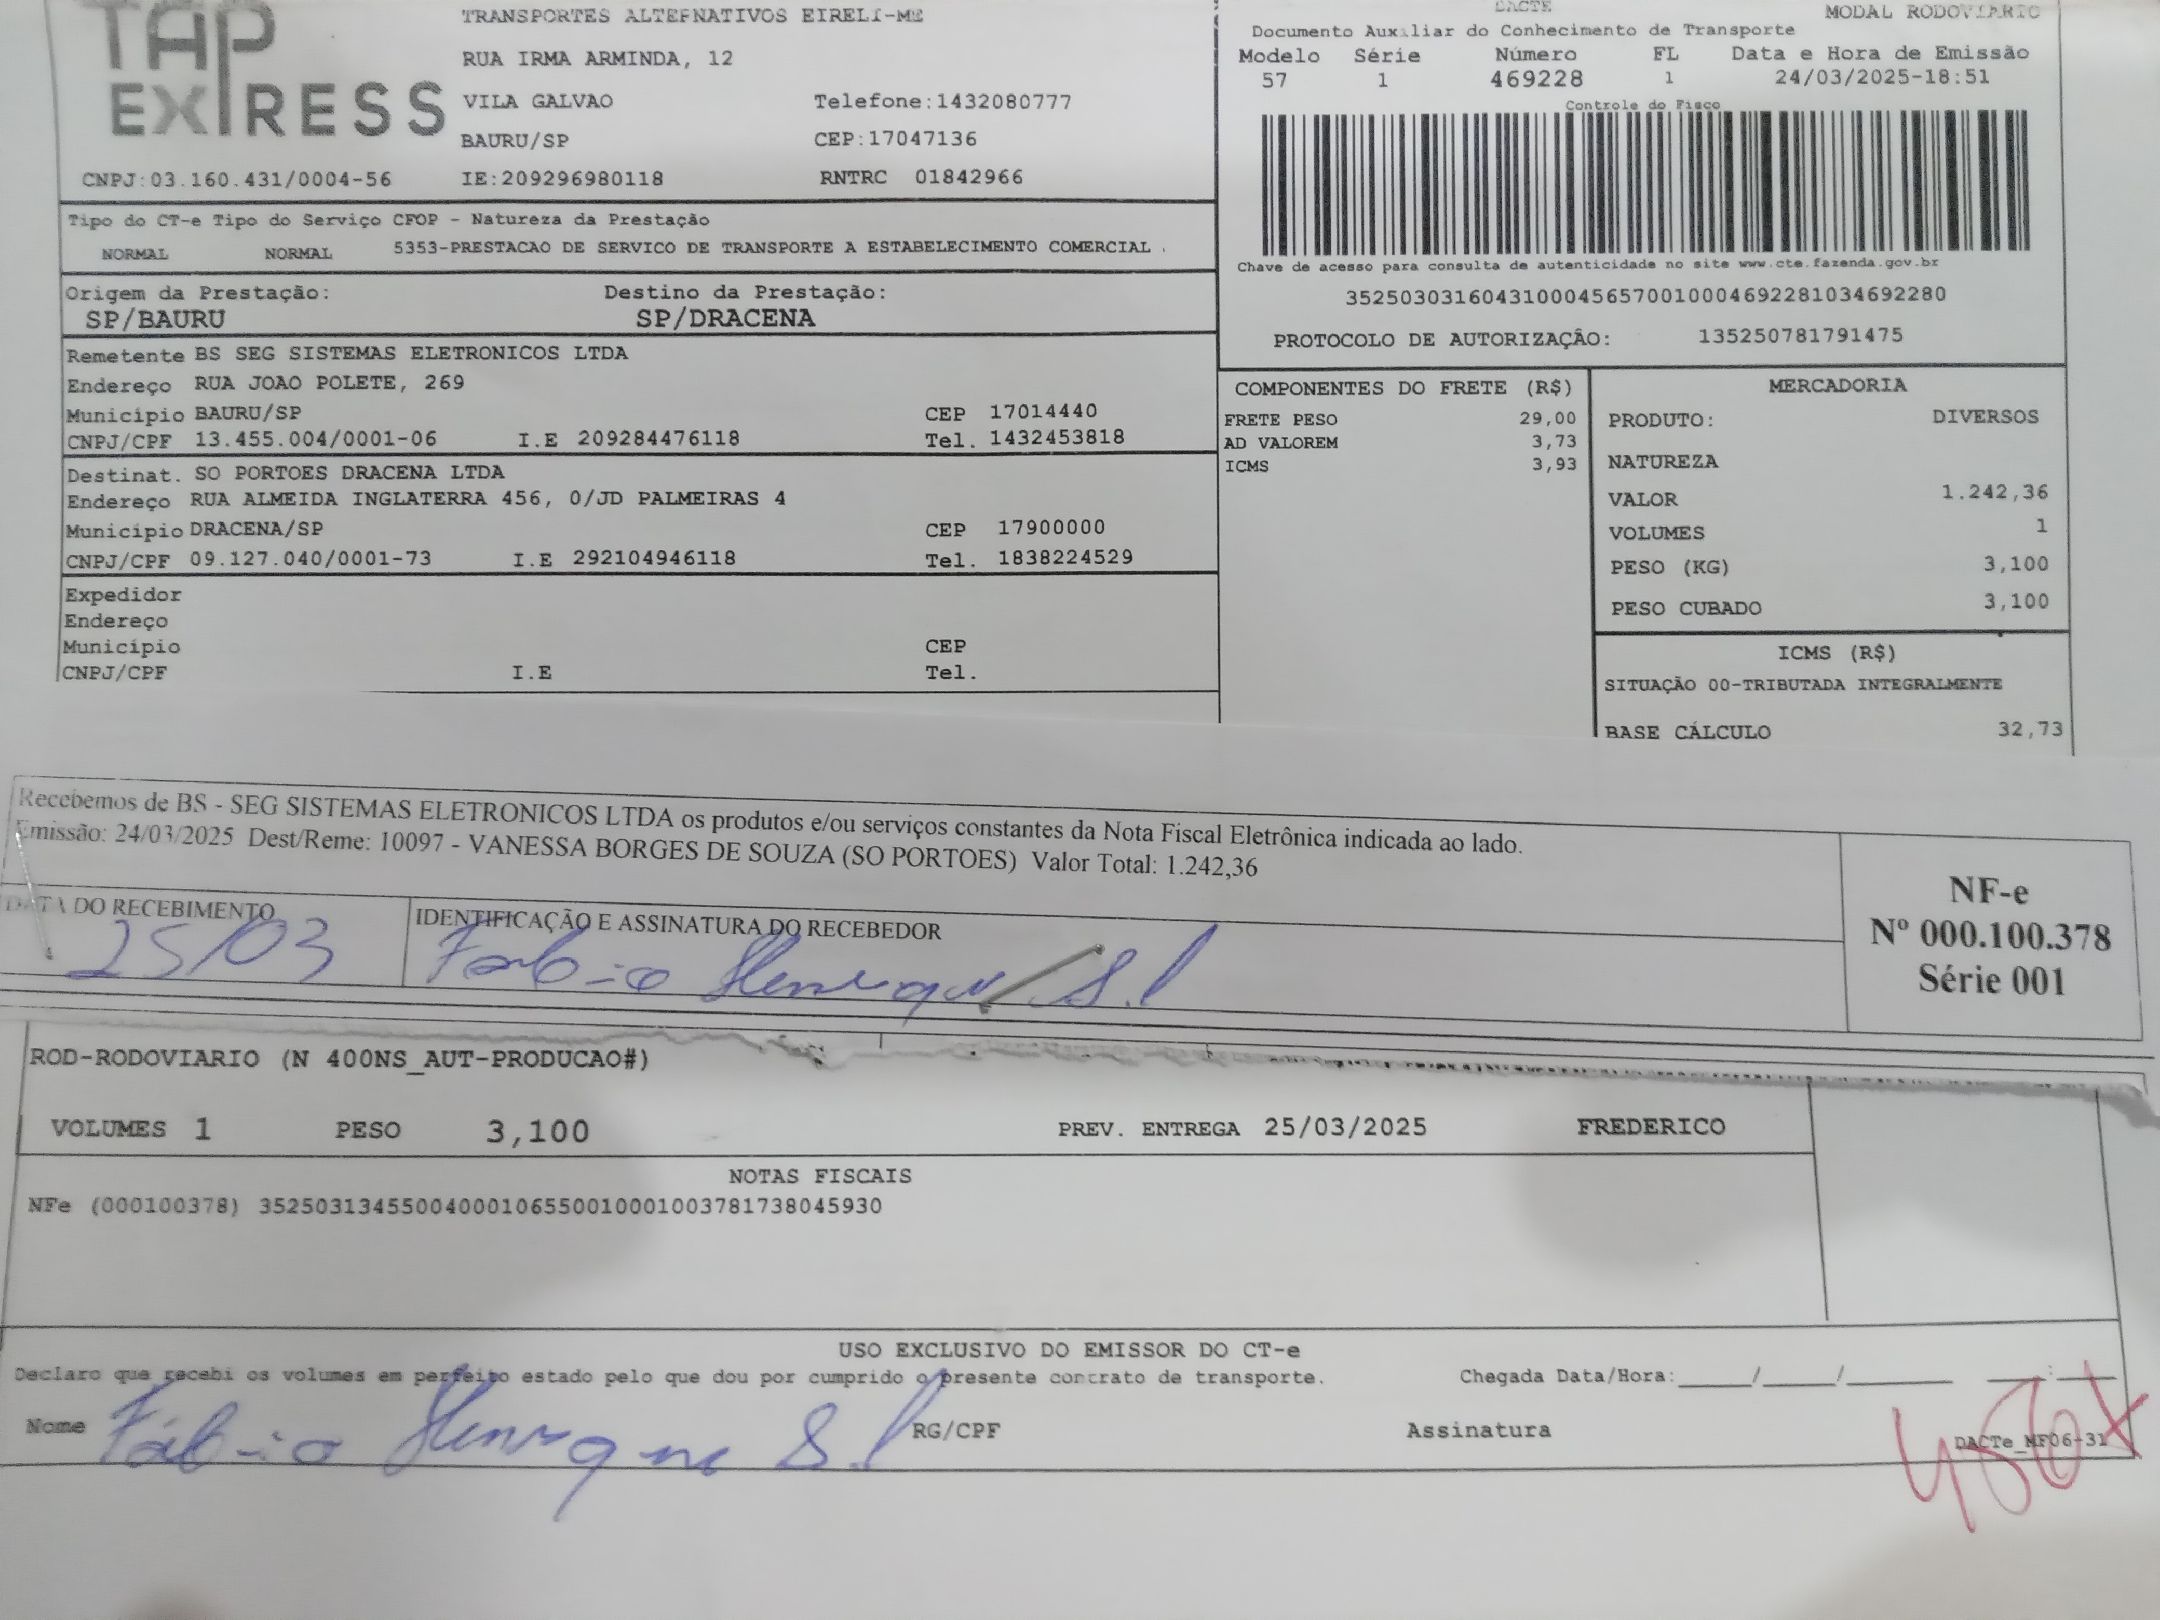 TAP EXPRESS
TRANSPORTES ALTERNATIVOS EIRELI-ME
RUA IRMA ARMINDA, 12
VILA GALVAO Telefone:1432080777
BAURU/SP CEP:17047136
CNPJ:03.160.431/0004-56 IE:209296980118 RNTRC 01842966
DACTE MODAL RODOVIARIO
Documento Auxiliar do Conhecimento de Transporte
Modelo Série Número FL Data e Hora de Emissão
57 1 469228 1 24/03/2025-18:51
Controle do Fisco
Chave de acesso para consulta de autenticidade no site www.cte.fazenda.gov.br
35250303160431000456570010004692281034692280
PROTOCOLO DE AUTORIZAÇÂO: 135250781791475
Tipo do CT-e Tipo do Serviço CFOP - Natureza da Prestação
NORMAL NORMAL 5353-PRESTACAO DE SERVICO DE TRANSPORTE A ESTABELECIMENTO COMERCIAL .
Origem da Prestação: Destino da Prestação:
SP/BAURU SP/DRACENA
Remetente BS SEG SISTEMAS ELETRONICOS LTDA
Endereço RUA JOAO POLETE, 269
Município BAURU/SP CEP 17014440
CNPJ/CPF 13.455.004/0001-06 I.E 209284476118 Tel. 1432453818
Destinat. SO PORTOES DRACENA LTDA
Endereço RUA ALMEIDA INGLATERRA 456, 0/JD PALMEIRAS 4
Município DRACENA/SP CEP 17900000
CNPJ/CPF 09.127.040/0001-73 I.E 292104946118 Tel. 1838224529
Expedidor
Endereço
Município CEP
CNPJ/CPF I.E Tel.
COMPONENTES DO FRETE (R$)
FRETE PESO 29,00
AD VALOREM 3,73
ICMS 3,93
MERCADORIA
PRODUTO: DIVERSOS
NATUREZA
VALOR 1.242,36
VOLUMES 1
PESO (KG) 3,100
PESO CUBADO 3,100
ICMS (R$)
SITUAÇÃO 00-TRIBUTADA INTEGRALMENTE
BASE CÁLCULO 32,73
Recebemos de BS - SEG SISTEMAS ELETRONICOS LTDA os produtos e/ou serviços constantes da Nota Fiscal Eletrônica indicada ao lado.
Emissão: 24/03/2025 Dest/Reme: 10097 - VANESSA BORGES DE SOUZA (SO PORTOES) Valor Total: 1.242,36
DATA DO RECEBIMENTO IDENTIFICAÇÃO E ASSINATURA DO RECEBEDOR
25/03 Fabio Henrique S.l
NF-e
Nº 000.100.378
Série 001
ROD-RODOVIARIO (N 400NS_AUT-PRODUCAO#)
VOLUMES 1 PESO 3,100 PREV. ENTREGA 25/03/2025 FREDERICO
NOTAS FISCAIS
NFe (000100378) 35250313455004000106550010001003781738045930
USO EXCLUSIVO DO EMISSOR DO CT-e
Declaro que recebi os volumes em perfeito estado pelo que dou por cumprido o presente contrato de transporte. Chegada Data/Hora:____/____/______ __:__
Nome Fábio Henrique S.l RG/CPF Assinatura
DACTe_MF06-31